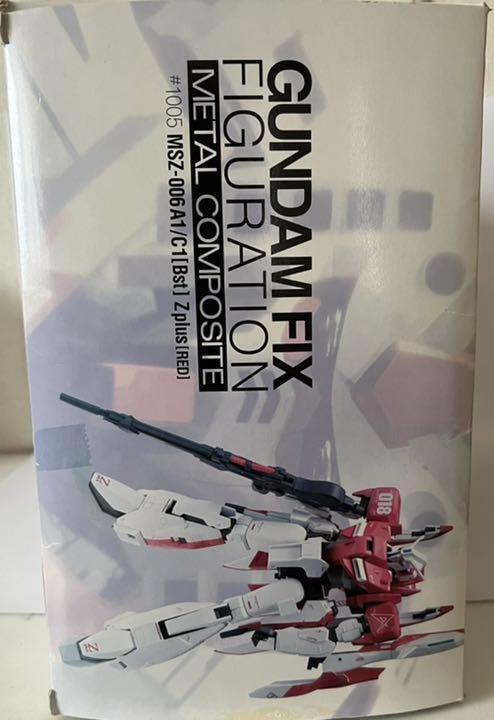 GUNDAM FIX
FIGURATION
METAL COMPOSITE
#1005 MSZ-006A1/C1[Bst] Zplus[RED]
018
Z
Z